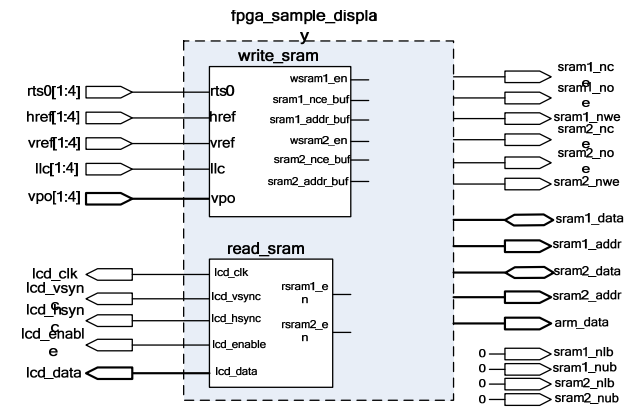 fpga_sample_displa
y
write_sram
rts0[1:4]
href[1:4]
vref[1:4]
llc[1:4]
vpo[1:4]
rts0
href
vref
llc
vpo
wsram1_en
sram1_nce_buf
sram1_addr_buf
wsram2_en
sram2_nce_buf
sram2_addr_buf
sram1_nc
e
sram1_no
e
sram1_nwe
sram2_nc
e
sram2_no
e
sram2_nwe
sram1_data
sram1_addr
sram2_data
sram2_addr
arm_data
read_sram
lcd_clk
lcd_vsyn
c
lcd_hsyn
c
lcd_enabl
e
lcd_data
lcd_clk
lcd_vsync
lcd_hsync
lcd_enable
lcd_data
rsram1_e
n
rsram2_e
n
0 sram1_nlb
0 sram1_nub
0 sram2_nlb
0 sram2_nub